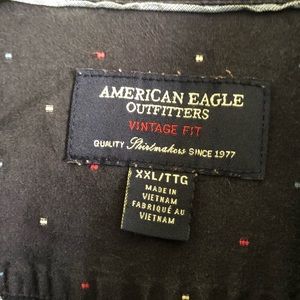 AMERICAN EAGLE
OUTFITTERS
VINTAGE FIT
QUALITY Shirtmakers SINCE 1977
XXL/TTG
MADE IN
VIETNAM
FABRIQUÉ AU
VIETNAM